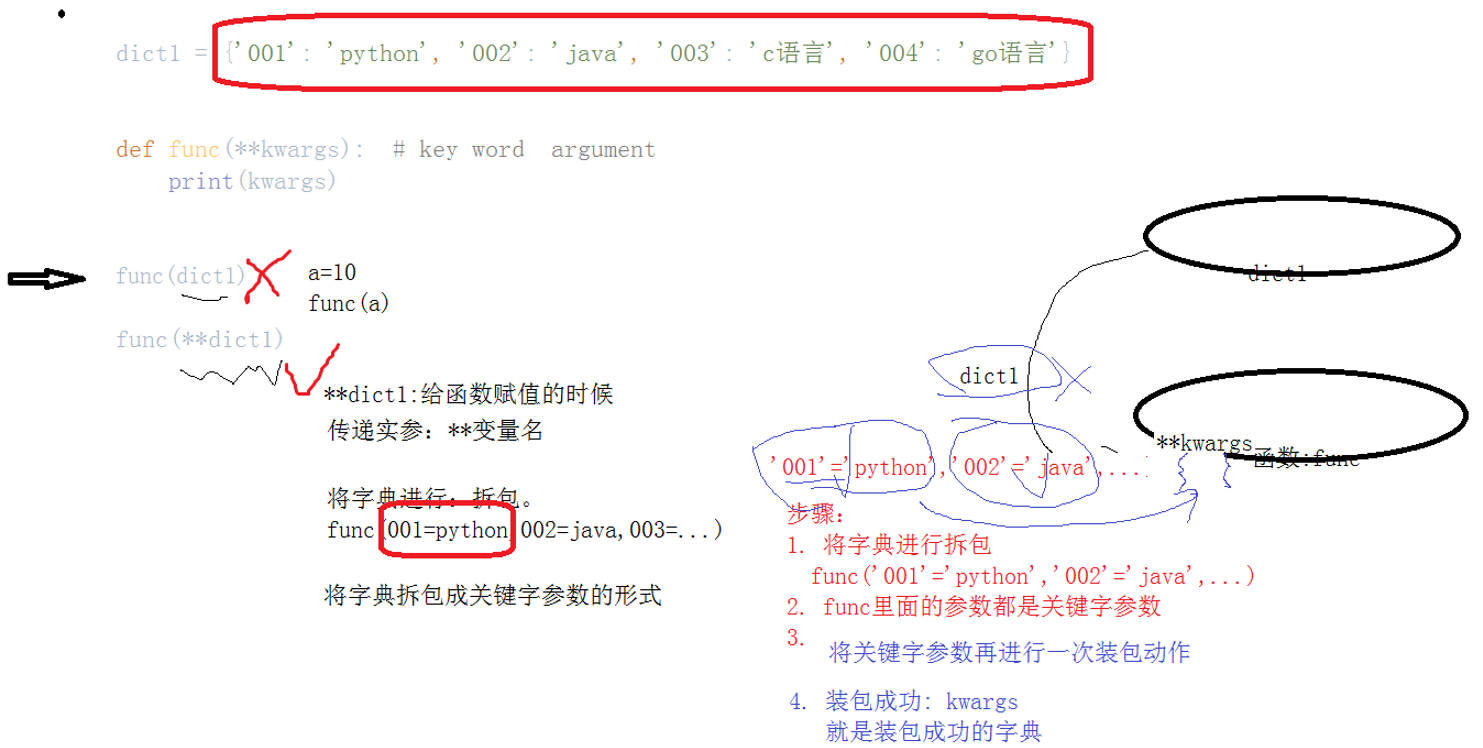 dict1 = {'001': 'python', '002': 'java', '003': 'c语言', '004': 'go语言'}
def func(**kwargs):  # key word  argument
print(kwargs)
func(dict1)
a=10
func(a)
func(**dict1)
**dict1:给函数赋值的时候
传递实参: **变量名
将字典进行: 拆包。
func(001=python 002=java,003=...)
将字典拆包成关键字参数的形式
dict1
dict1
**kwargs
函数:func
'001'='python','002'='java',...
步骤:
1. 将字典进行拆包
func('001'='python','002'='java',...)
2. func里面的参数都是关键字参数
3.
将关键字参数再进行一次装包动作
4. 装包成功: kwargs
就是装包成功的字典